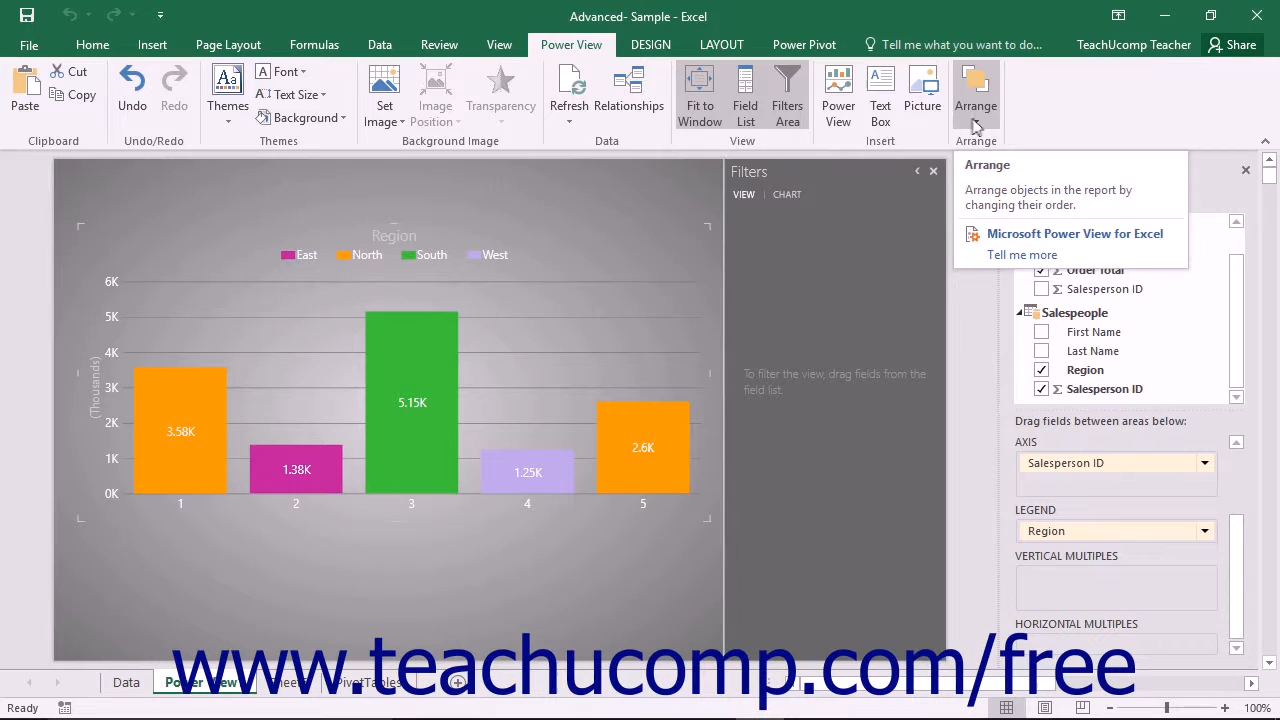 Advanced- Sample - Excel
File Home Insert Page Layout Formulas Data Review View Power View DESIGN LAYOUT Power Pivot Tell me what you want to do... TeachUcomp Teacher Share
Paste
Cut
Copy
Clipboard
Undo
Redo
Undo/Redo
Themes
Font
Text Size
Background
Themes
Set Image
Image Position
Transparency
Background Image
Refresh
Relationships
Data
Fit to Window
Field List
Filters Area
View
Power View
Text Box
Picture
Insert
Arrange
Arrange
Arrange
Arrange objects in the report by
changing their order.
Microsoft Power View for Excel
Tell me more
Region
East North South West
6K
5K
4K
3K
2K
1K
0K
(Thousands)
3.58K
1.38K
5.15K
1.25K
2.6K
1 2 3 4 5
Filters
VIEW | CHART
To filter the view, drag fields from the
field list.
Order Total
Σ Salesperson ID
Salespeople
First Name
Last Name
Region
Σ Salesperson ID
Drag fields between areas below:
AXIS
Salesperson ID
LEGEND
Region
VERTICAL MULTIPLES
HORIZONTAL MULTIPLES
www.teachucomp.com/free
Data Power View Sheet PivotTables
Ready
100%